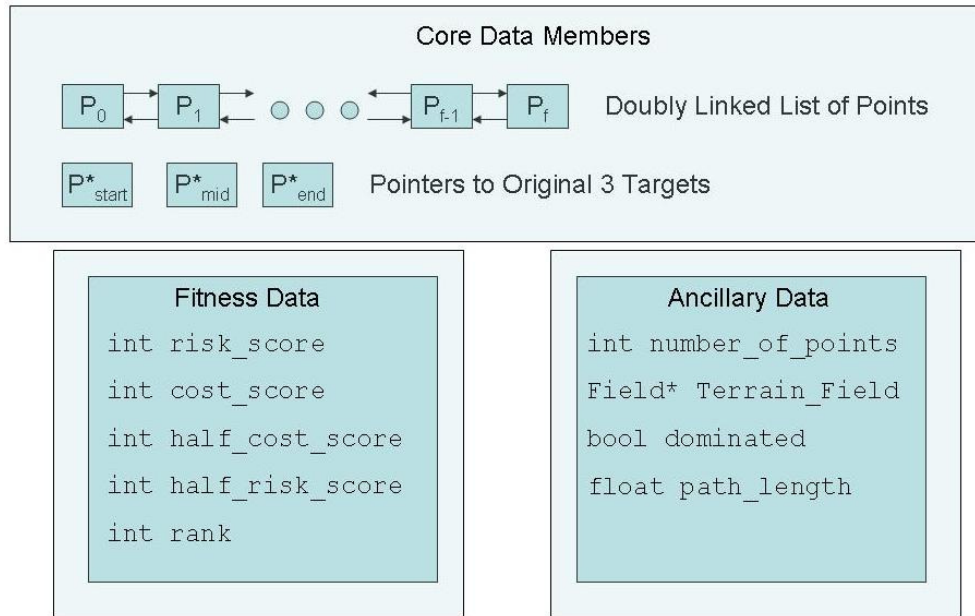 Core Data Members
P0 P1 Pf-1 Pf Doubly Linked List of Points
P*start P*mid P*end Pointers to Original 3 Targets
Fitness Data
int risk_score
int cost_score
int half_cost_score
int half_risk_score
int rank
Ancillary Data
int number_of_points
Field* Terrain_Field
bool dominated
float path_length